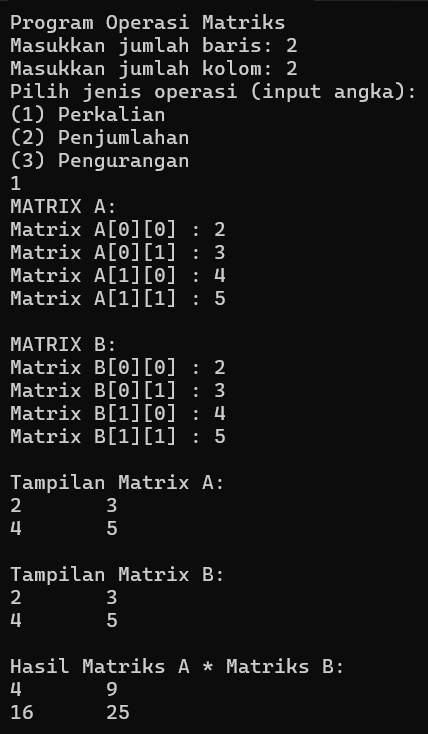 Program Operasi Matriks
Masukkan jumlah baris: 2
Masukkan jumlah kolom: 2
Pilih jenis operasi (input angka):
(1) Perkalian
(2) Penjumlahan
(3) Pengurangan
1
MATRIX A:
Matrix A[0][0] : 2
Matrix A[0][1] : 3
Matrix A[1][0] : 4
Matrix A[1][1] : 5

MATRIX B:
Matrix B[0][0] : 2
Matrix B[0][1] : 3
Matrix B[1][0] : 4
Matrix B[1][1] : 5

Tampilan Matrix A:
2       3
4       5

Tampilan Matrix B:
2       3
4       5

Hasil Matriks A * Matriks B:
4       9
16      25